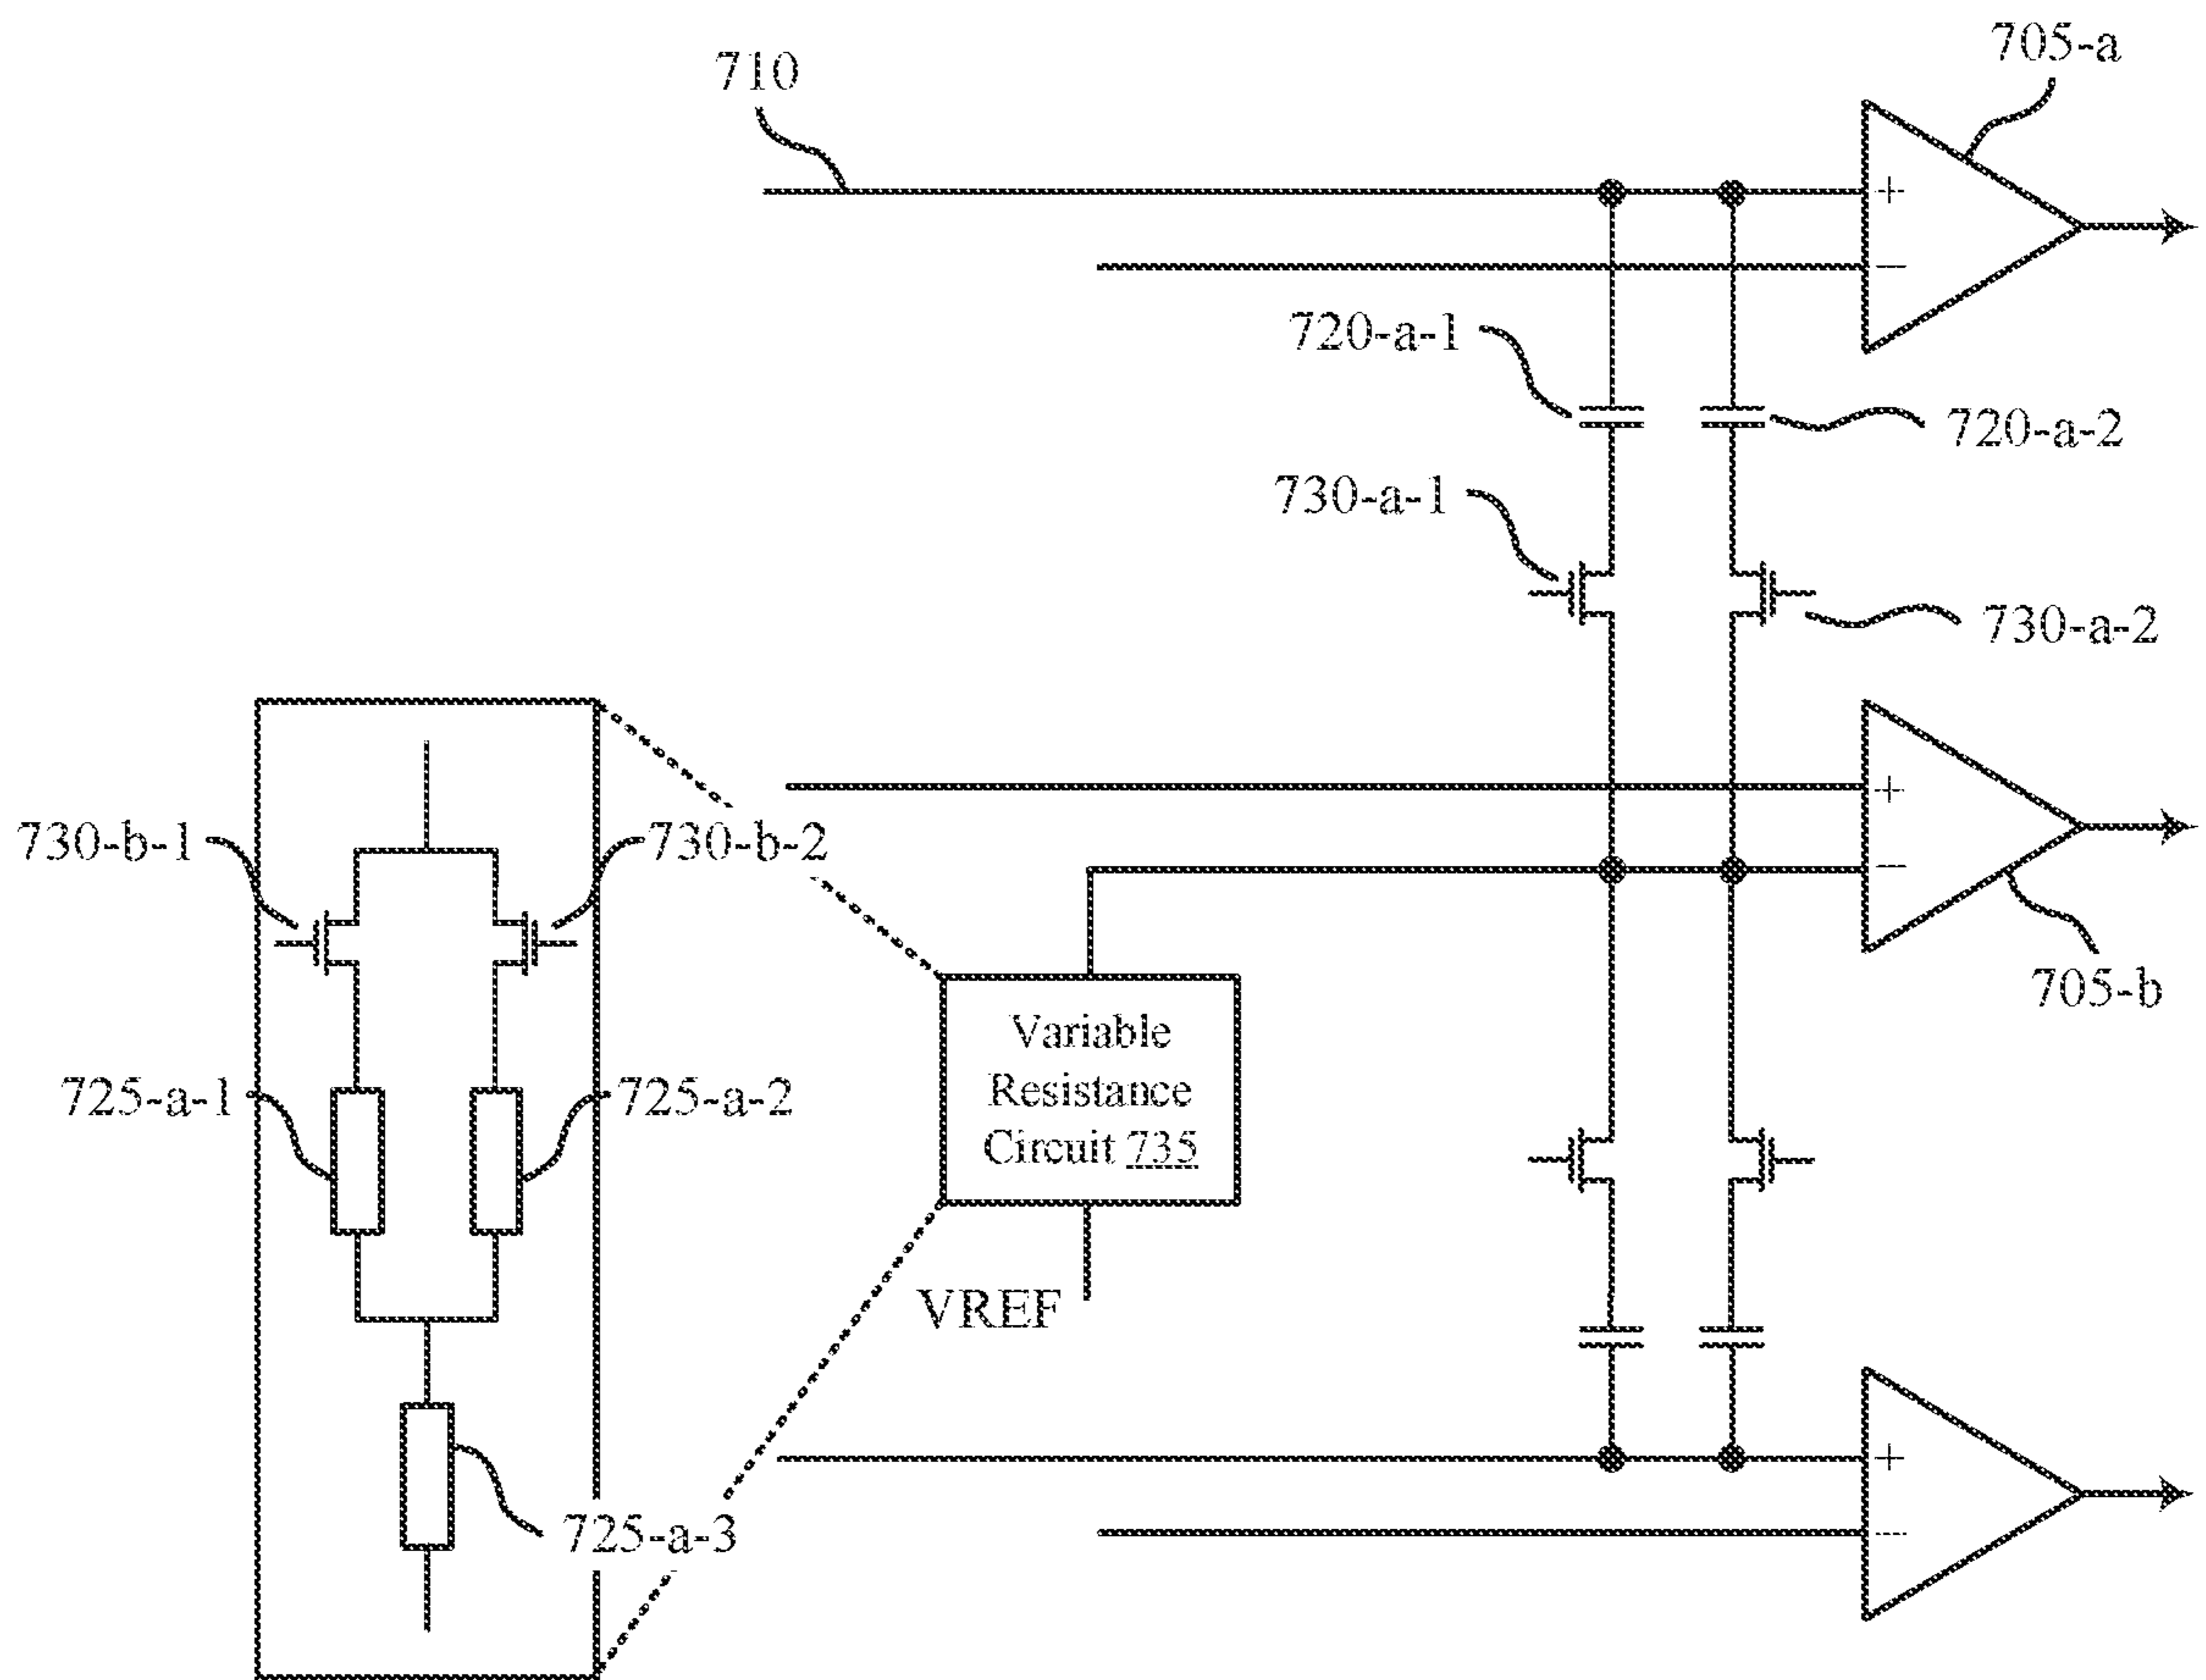 705-a
710
+
−
720-a-1
720-a-2
730-a-1
730-a-2
730-b-1
730-b-2
+
−
705-b
Variable
Resistance
Circuit 735
725-a-1
725-a-2
VREF
+
−
725-a-3